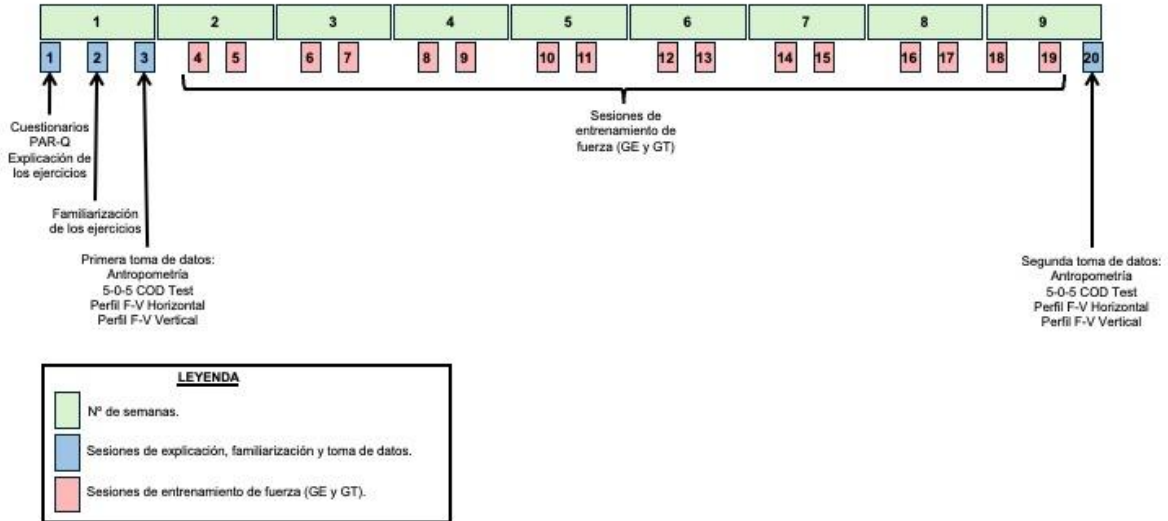 1 2 3 4 5 6 7 8 9
1 2 3 4 5 6 7 8 9 10 11 12 13 14 15 16 17 18 19 20
Cuestionarios
PAR-Q
Explicación de
los ejercicios
Familiarización
de los ejercicios
Primera toma de datos:
Antropometría
5-0-5 COD Test
Perfil F-V Horizontal
Perfil F-V Vertical
Sesiones de
entrenamiento de
fuerza (GE y GT)
Segunda toma de datos:
Antropometría
5-0-5 COD Test
Perfil F-V Horizontal
Perfil F-V Vertical
LEYENDA
Nº de semanas.
Sesiones de explicación, familiarización y toma de datos.
Sesiones de entrenamiento de fuerza (GE y GT).